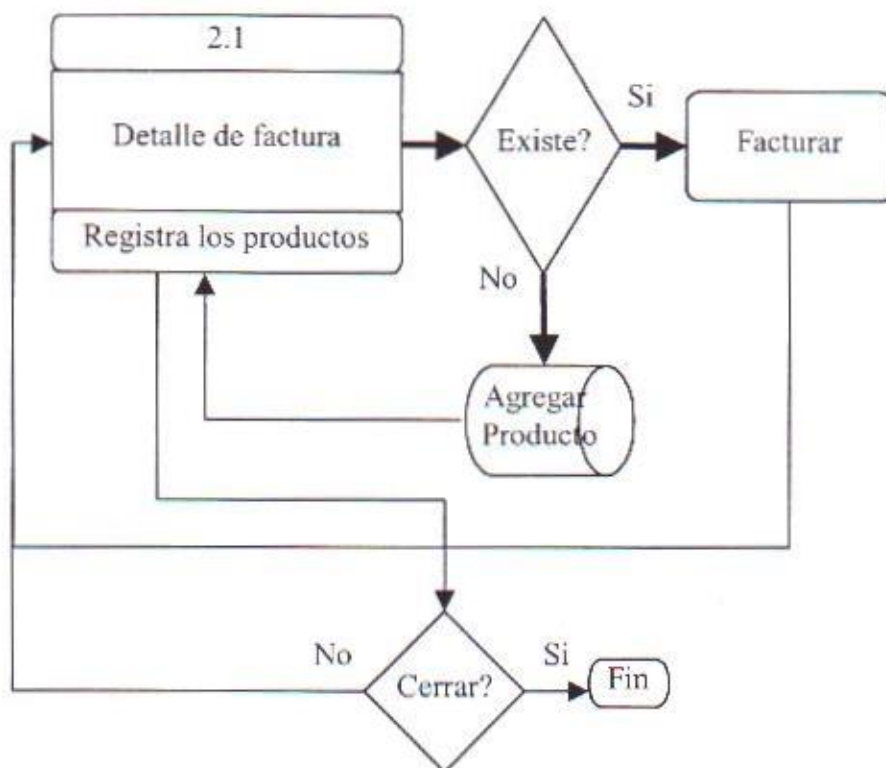 2.1
Detalle de factura
Registra los productos
Existe?
Si
Facturar
No
Agregar
Producto
No
Cerrar?
Si
Fin